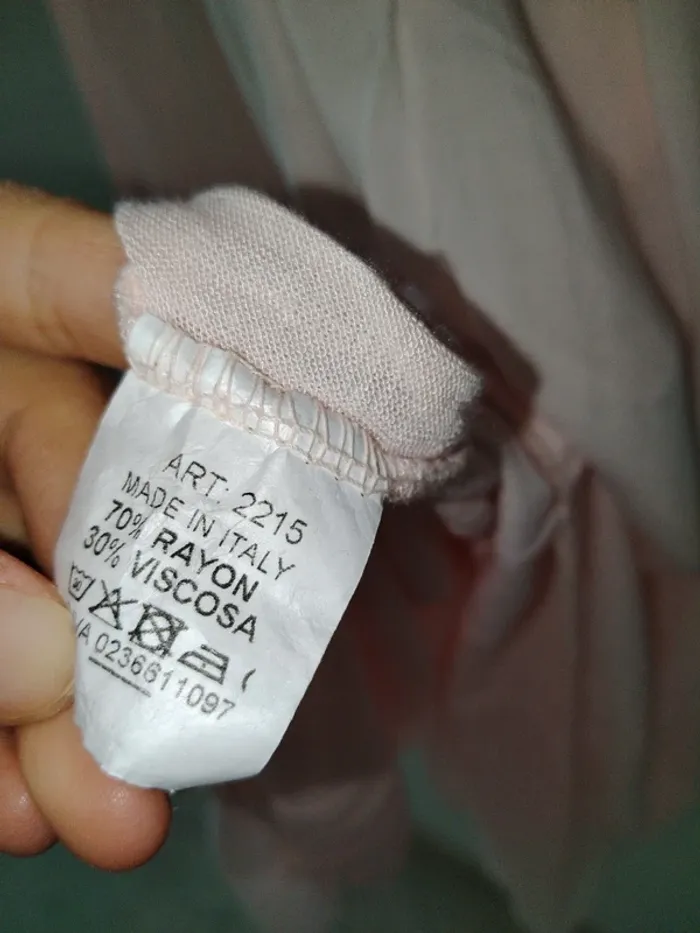 ART: 2215
MADE IN ITALY
70% RAYON
30% VISCOSA
0236611097